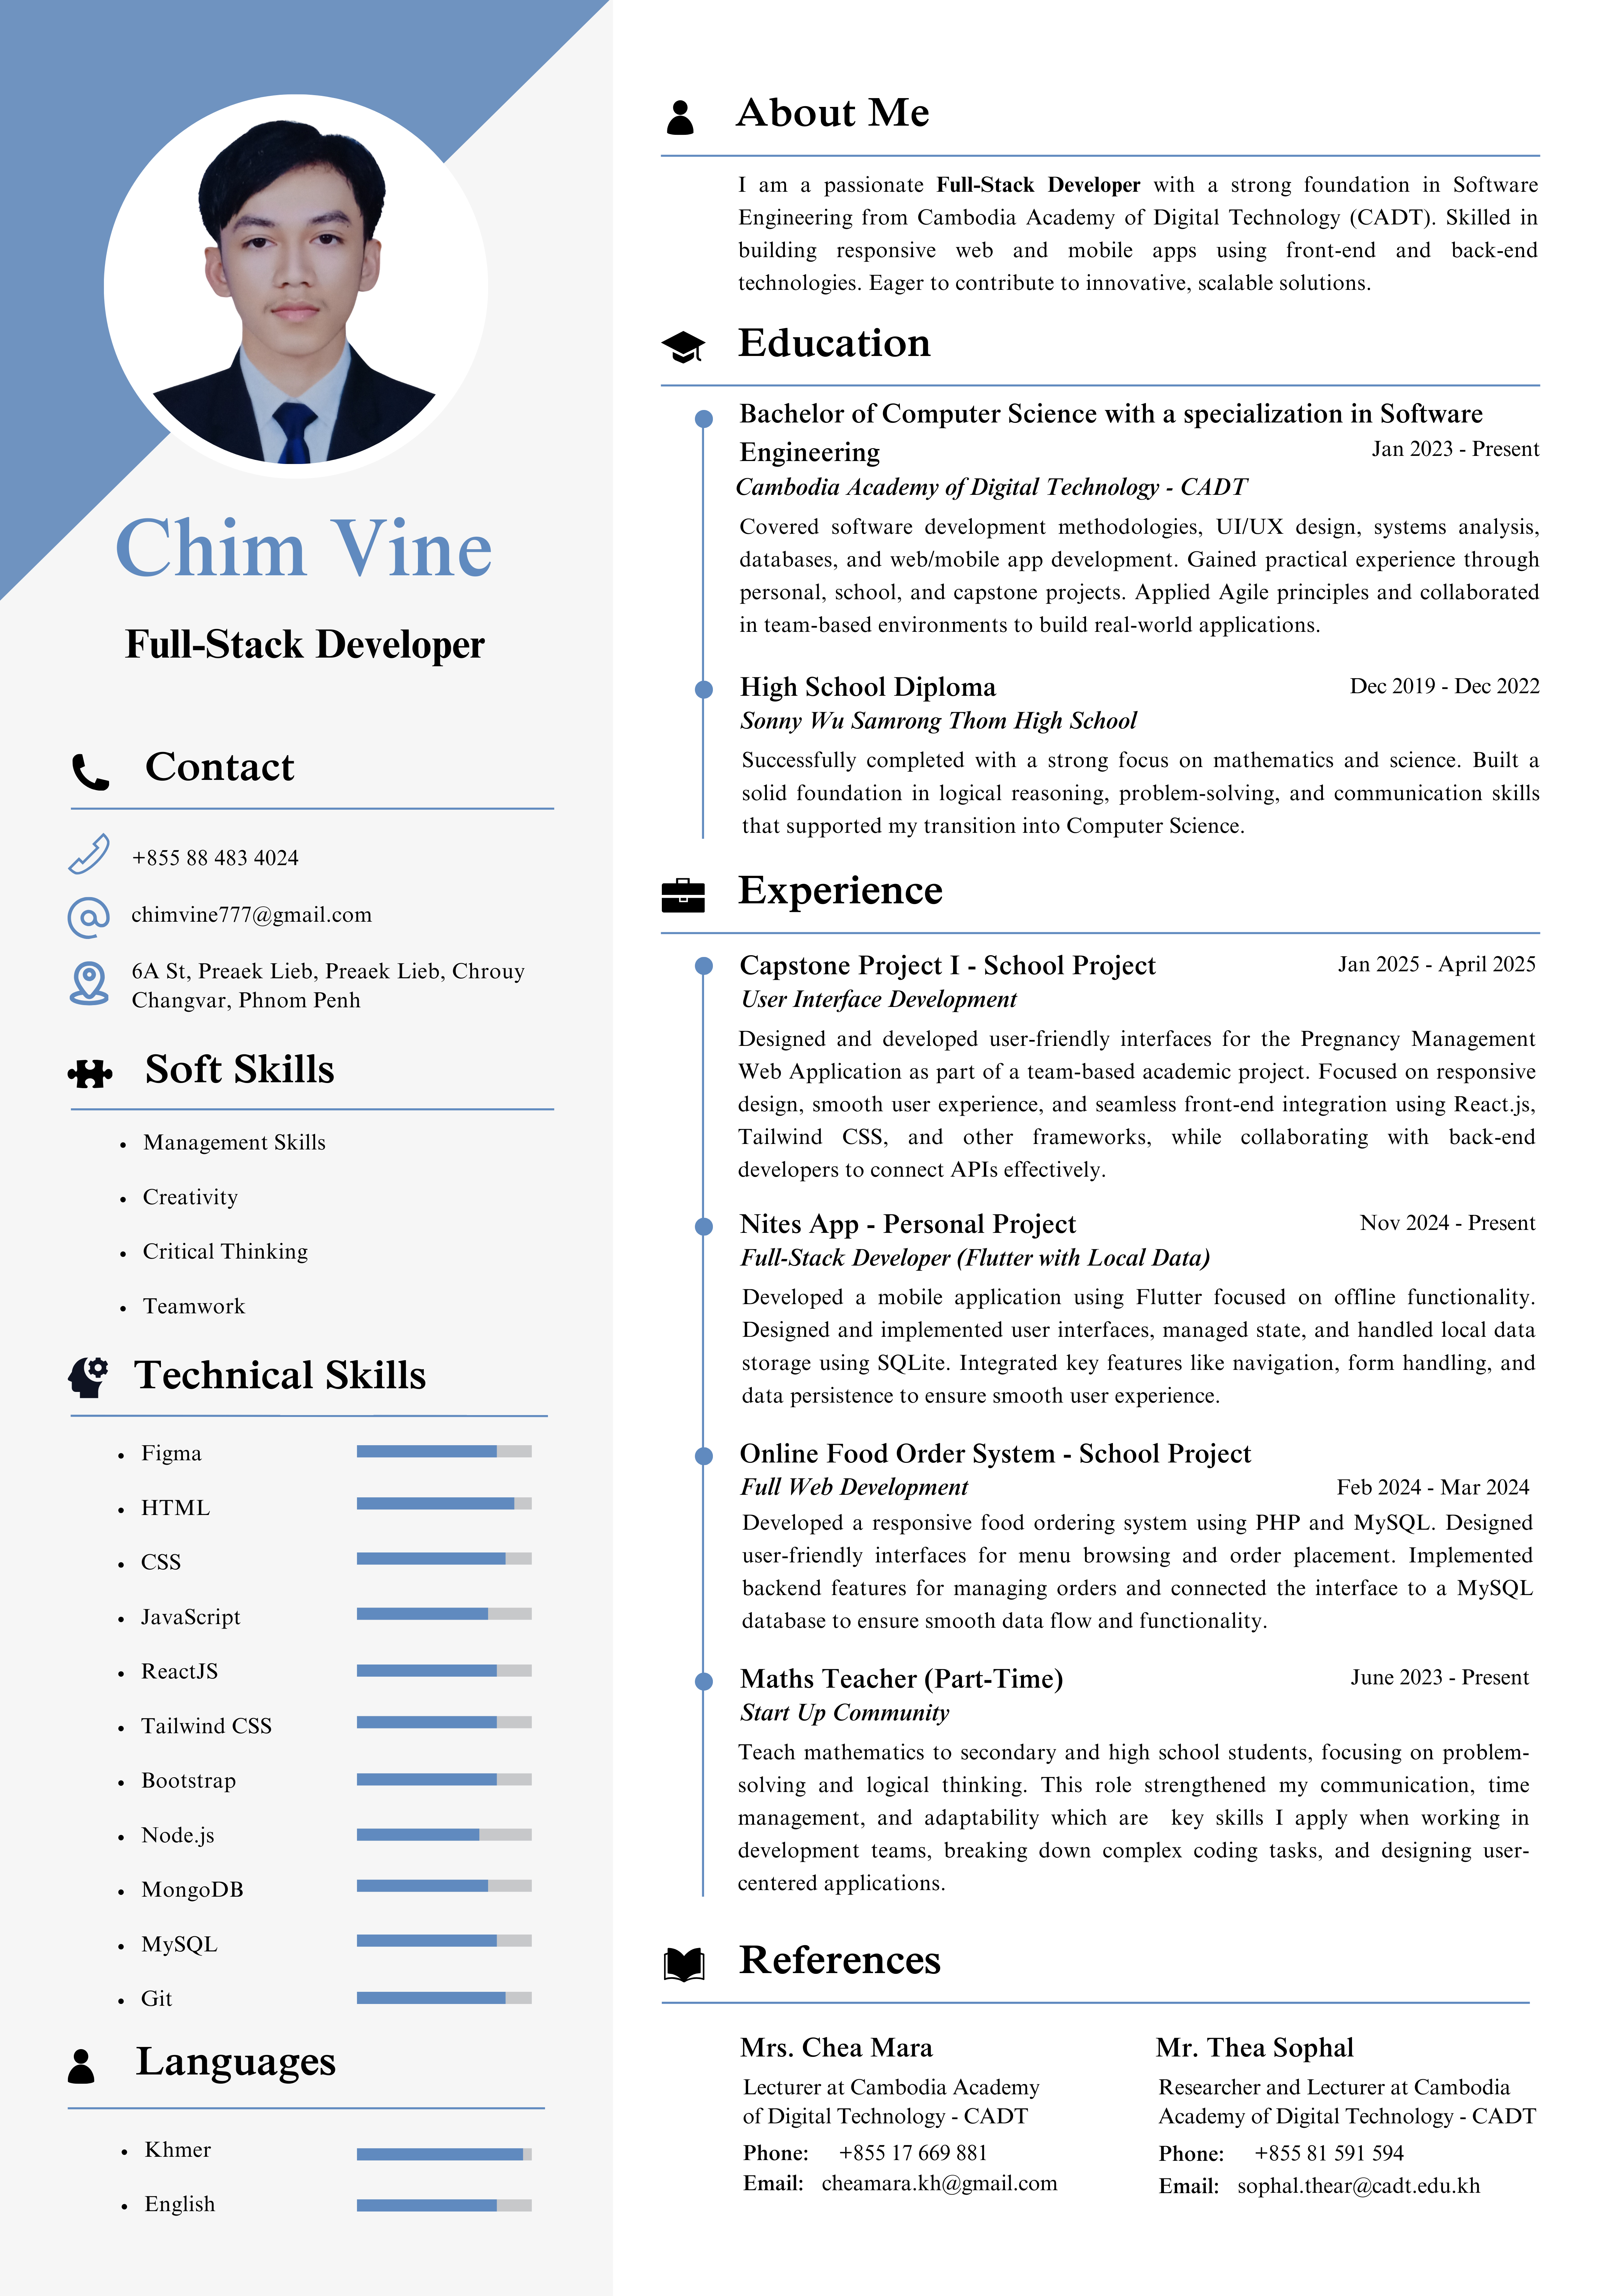 Chim Vine
Full-Stack Developer
Contact
+855 88 483 4024
chimvine777@gmail.com
6A St, Preaek Lieb, Preaek Lieb, Chrouy
Changvar, Phnom Penh
Soft Skills
Management Skills
Creativity
Critical Thinking
Teamwork
Technical Skills
Figma
HTML
CSS
JavaScript
ReactJS
Tailwind CSS
Bootstrap
Node.js
MongoDB
MySQL
Git
Languages
Khmer
English
About Me
I am a passionate Full-Stack Developer with a strong foundation in Software
Engineering from Cambodia Academy of Digital Technology (CADT). Skilled in
building responsive web and mobile apps using front-end and back-end
technologies. Eager to contribute to innovative, scalable solutions.
Education
Bachelor of Computer Science with a specialization in Software
Engineering Jan 2023 - Present
Cambodia Academy of Digital Technology - CADT
Covered software development methodologies, UI/UX design, systems analysis,
databases, and web/mobile app development. Gained practical experience through
personal, school, and capstone projects. Applied Agile principles and collaborated
in team-based environments to build real-world applications.
High School Diploma Dec 2019 - Dec 2022
Sonny Wu Samrong Thom High School
Successfully completed with a strong focus on mathematics and science. Built a
solid foundation in logical reasoning, problem-solving, and communication skills
that supported my transition into Computer Science.
Experience
Capstone Project I - School Project Jan 2025 - April 2025
User Interface Development
Designed and developed user-friendly interfaces for the Pregnancy Management
Web Application as part of a team-based academic project. Focused on responsive
design, smooth user experience, and seamless front-end integration using React.js,
Tailwind CSS, and other frameworks, while collaborating with back-end
developers to connect APIs effectively.
Nites App - Personal Project Nov 2024 - Present
Full-Stack Developer (Flutter with Local Data)
Developed a mobile application using Flutter focused on offline functionality.
Designed and implemented user interfaces, managed state, and handled local data
storage using SQLite. Integrated key features like navigation, form handling, and
data persistence to ensure smooth user experience.
Online Food Order System - School Project
Full Web Development Feb 2024 - Mar 2024
Developed a responsive food ordering system using PHP and MySQL. Designed
user-friendly interfaces for menu browsing and order placement. Implemented
backend features for managing orders and connected the interface to a MySQL
database to ensure smooth data flow and functionality.
Maths Teacher (Part-Time) June 2023 - Present
Start Up Community
Teach mathematics to secondary and high school students, focusing on problem-
solving and logical thinking. This role strengthened my communication, time
management, and adaptability which are key skills I apply when working in
development teams, breaking down complex coding tasks, and designing user-
centered applications.
References
Mrs. Chea Mara
Lecturer at Cambodia Academy
of Digital Technology - CADT
Phone: +855 17 669 881
Email: cheamara.kh@gmail.com
Mr. Thea Sophal
Researcher and Lecturer at Cambodia
Academy of Digital Technology - CADT
Phone: +855 81 591 594
Email: sophal.thear@cadt.edu.kh